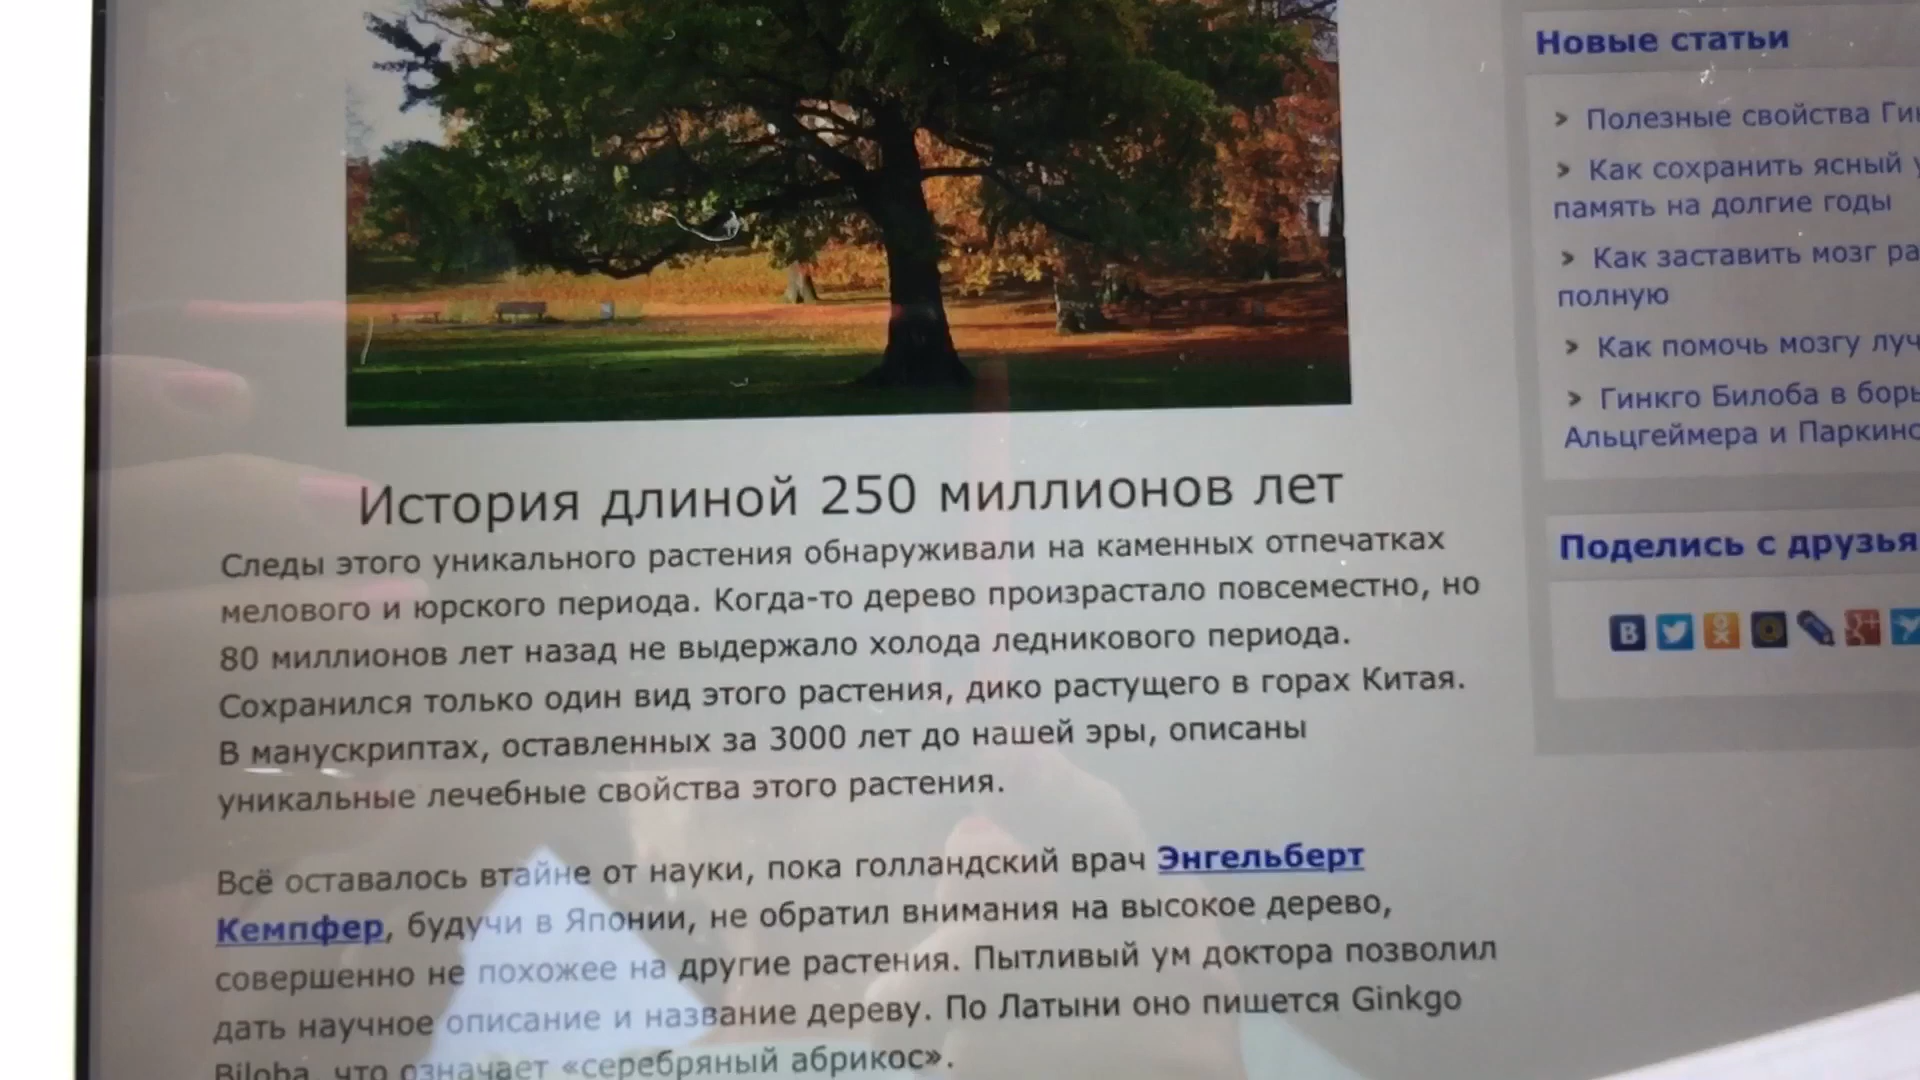 История длиной 250 миллионов лет
Следы этого уникального растения обнаруживали на каменных отпечатках
мелового и юрского периода. Когда-то дерево произрастало повсеместно, но
80 миллионов лет назад не выдержало холода ледникового периода.
Сохранился только один вид этого растения, дико растущего в горах Китая.
В манускриптах, оставленных за 3000 лет до нашей эры, описаны
уникальные лечебные свойства этого растения.
Всё оставалось втайне от науки, пока голландский врач Энгельберт
Кемпфер, будучи в Японии, не обратил внимания на высокое дерево,
совершенно не похожее на другие растения. Пытливый ум доктора позволил
дать научное описание и название дереву. По Латыни оно пишется Ginkgo
Biloba, что означает «серебряный абрикос».
Новые статьи
> Полезные свойства
> Как сохранить ясный
память на долгие годы
> Как заставить мозг
полную
> Как помочь мозгу
> Гинкго Билоба в
Альцгеймера и
Поделись с
B